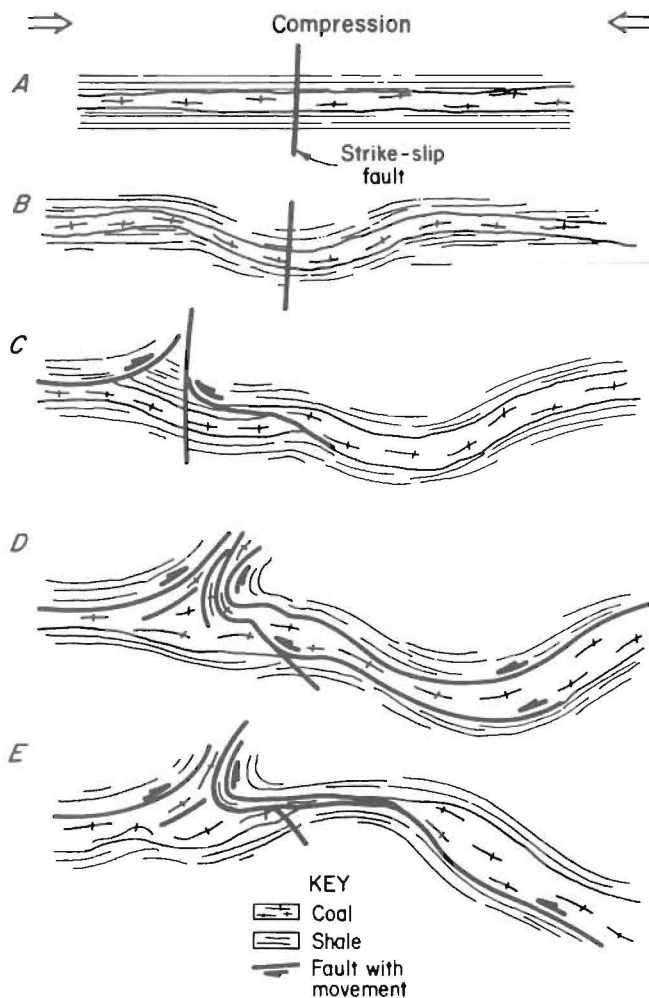 Compression
A
Strike-slip
fault
B
C
D
E
KEY
Coal
Shale
Fault with
movement